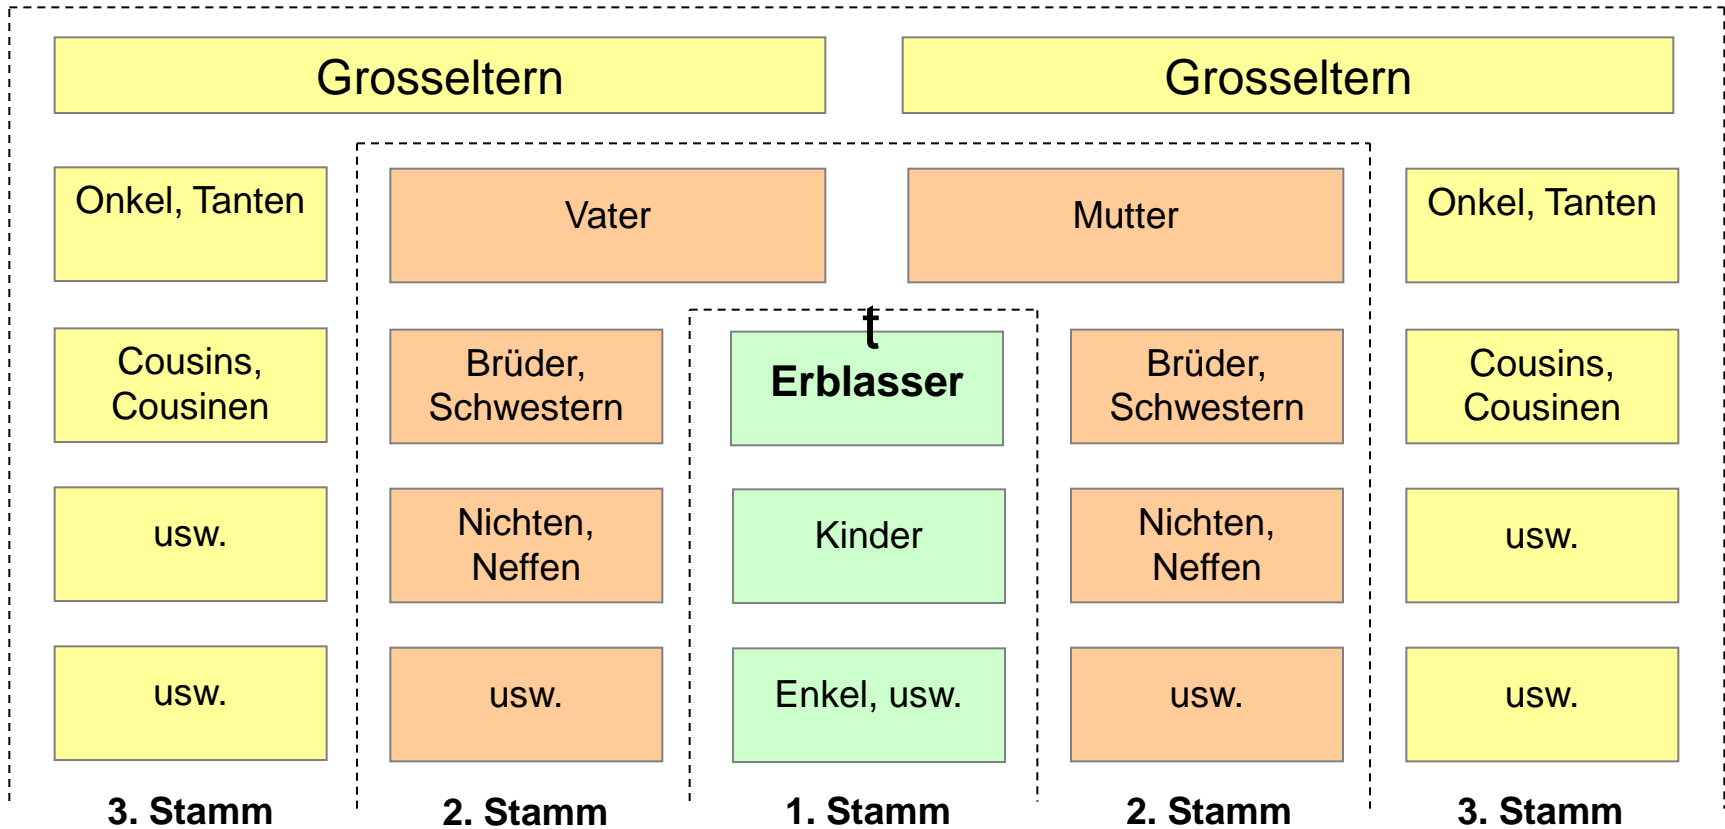 Grosseltern
Grosseltern
Onkel, Tanten
Vater
Mutter
Onkel, Tanten
t
Cousins,
Cousinen
Brüder,
Schwestern
Erblasser
Brüder,
Schwestern
Cousins,
Cousinen
usw.
Nichten,
Neffen
Kinder
Nichten,
Neffen
usw.
usw.
usw.
Enkel, usw.
usw.
usw.
3. Stamm
2. Stamm
1. Stamm
2. Stamm
3. Stamm